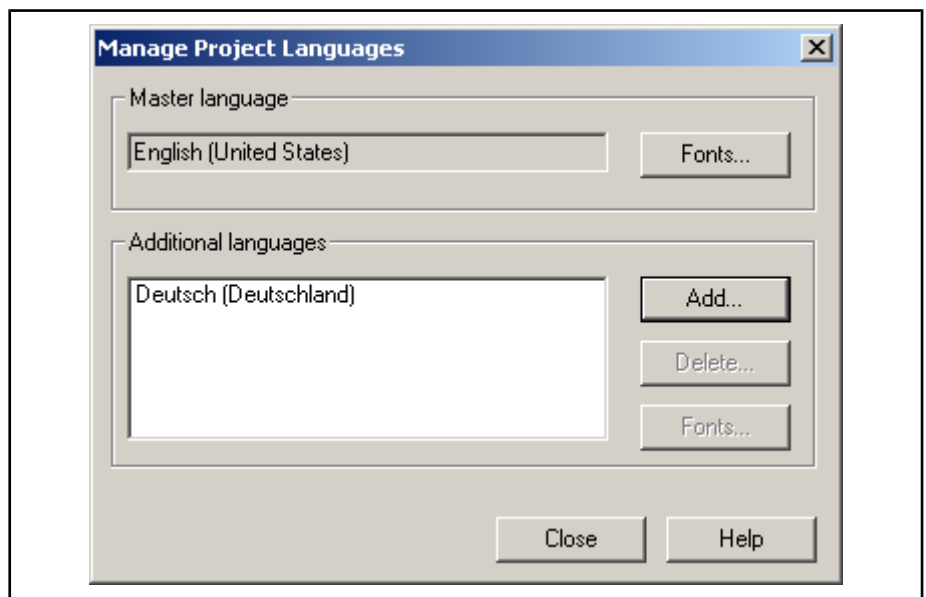 Manage Project Languages
Master language
English (United States)
Fonts...
Additional languages
Deutsch (Deutschland)
Add...
Delete...
Fonts...
Close
Help